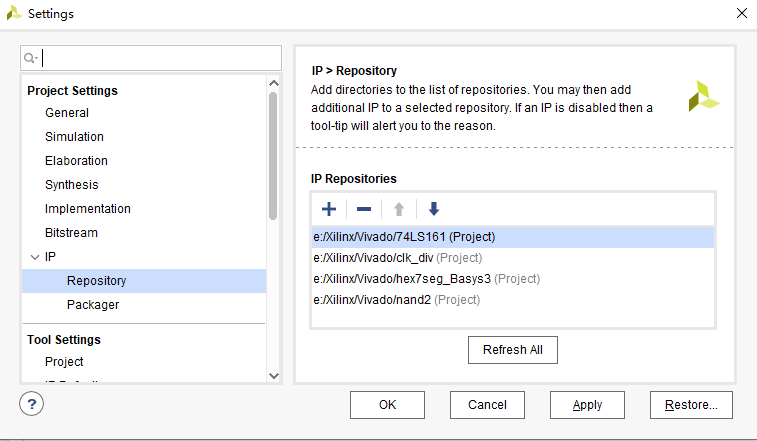 Settings
Project Settings
General
Simulation
Elaboration
Synthesis
Implementation
Bitstream
IP
Repository
Packager
Tool Settings
Project
IP > Repository
Add directories to the list of repositories. You may then add
additional IP to a selected repository. If an IP is disabled then a
tool-tip will alert you to the reason.
IP Repositories
e:/Xilinx/Vivado/74LS161 (Project)
e:/Xilinx/Vivado/clk_div (Project)
e:/Xilinx/Vivado/hex7seg_Basys3 (Project)
e:/Xilinx/Vivado/nand2 (Project)
Refresh All
?
OK
Cancel
Apply
Restore...